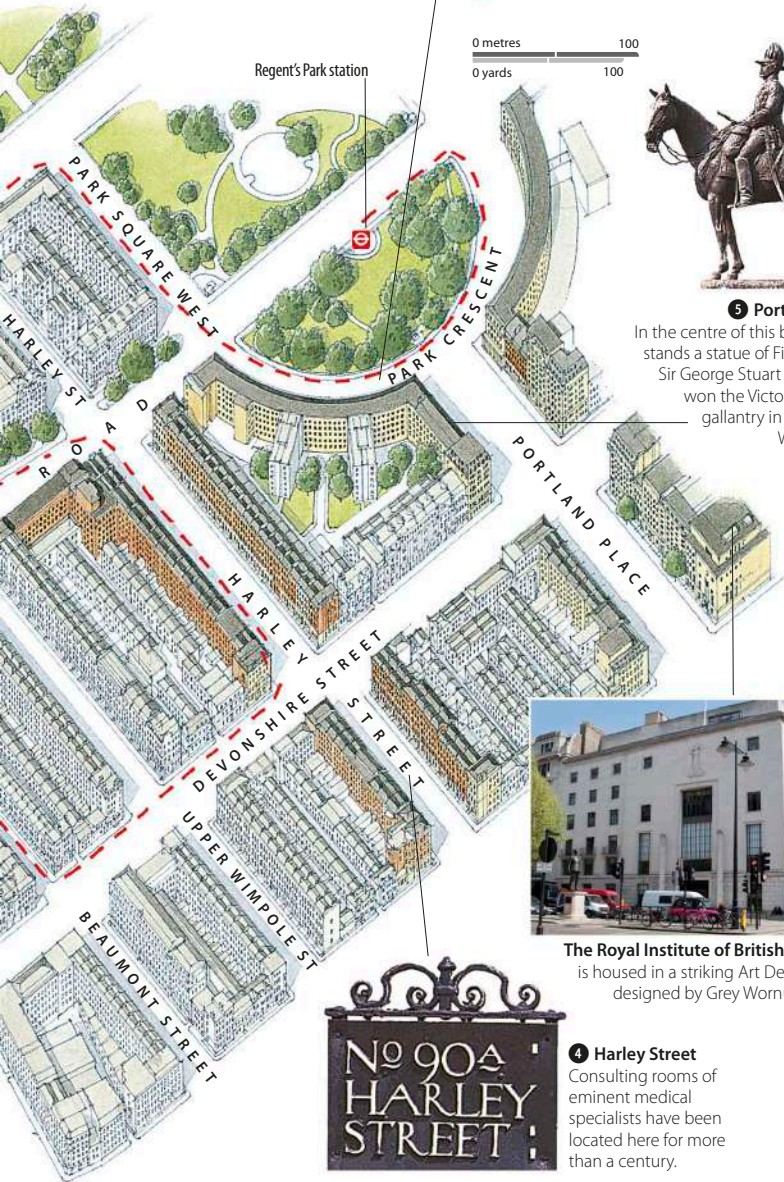 0 metres 100
0 yards 100
Regent's Park station
PARK SQUARE WEST
PARK CRESCENT
HARLEY ST
ROAD
HARLEY
STREET
DEVONSHIRE STREET
PORTLAND PLACE
UPPER WIMPOLE ST
BEAUMONT STREET
5 Port
In the centre of this b
stands a statue of Fi
Sir George Stuart
won the Victo
gallantry in
W
The Royal Institute of British
is housed in a striking Art De
designed by Grey Worn
No 90A
HARLEY
STREET
4 Harley Street
Consulting rooms of
eminent medical
specialists have been
located here for more
than a century.